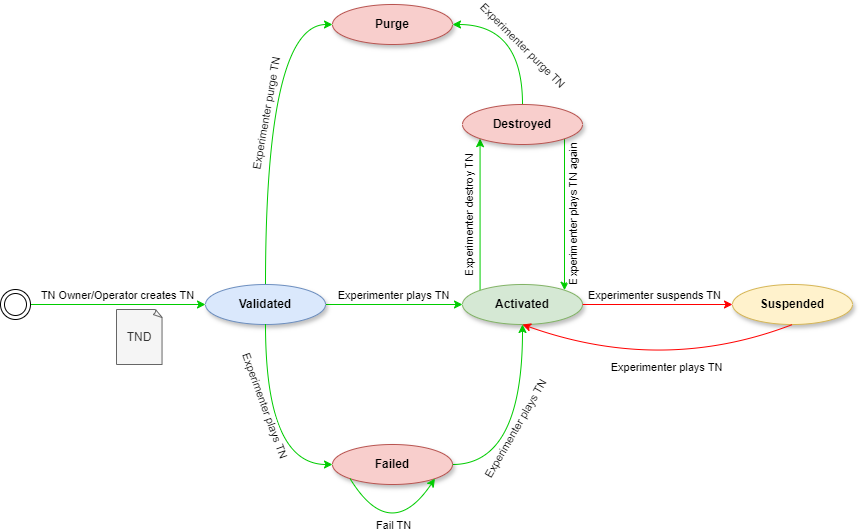 Purge
Experimenter purge TN
Experimenter purge TN
Destroyed
Experimenter destroy TN
Experimenter plays TN again
TN Owner/Operator creates TN
TND
Validated
Experimenter plays TN
Activated
Experimenter suspends TN
Suspended
Experimenter plays TN
Experimenter plays TN
Experimenter plays TN
Failed
Fail TN